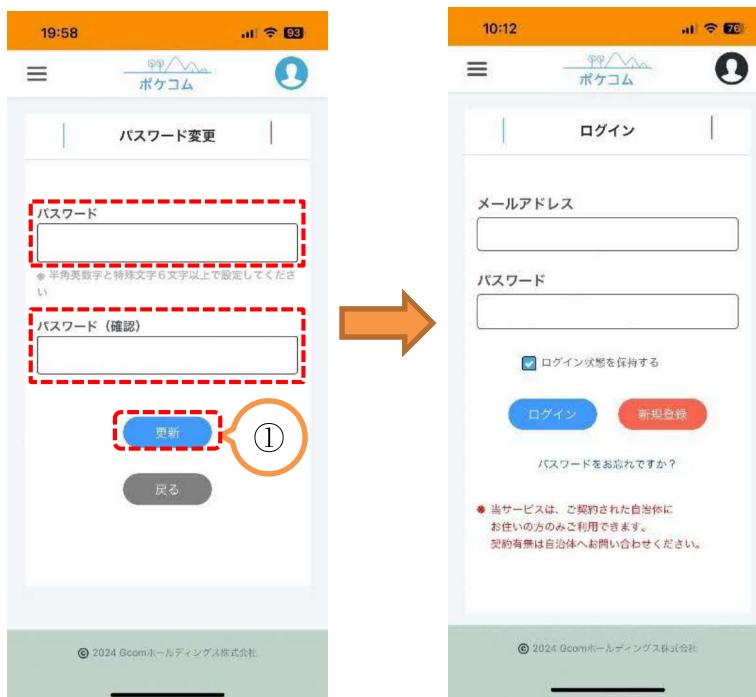 19:58
93
ポケコム
パスワード変更
パスワード
※ 半角英数字と特殊文字6文字以上で設定してくださ
い
パスワード（確認）
更新
①
戻る
© 2024 Gcomホールディングス株式会社
10:12
76
ポケコム
ログイン
メールアドレス
パスワード
ログイン状態を保持する
ログイン
新規登録
パスワードをお忘れですか？
※ 当サービスは、ご契約された自治体に
お住いの方のみご利用できます。
契約有無は自治体へお問い合わせください。
© 2024 Gcomホールディングス株式会社